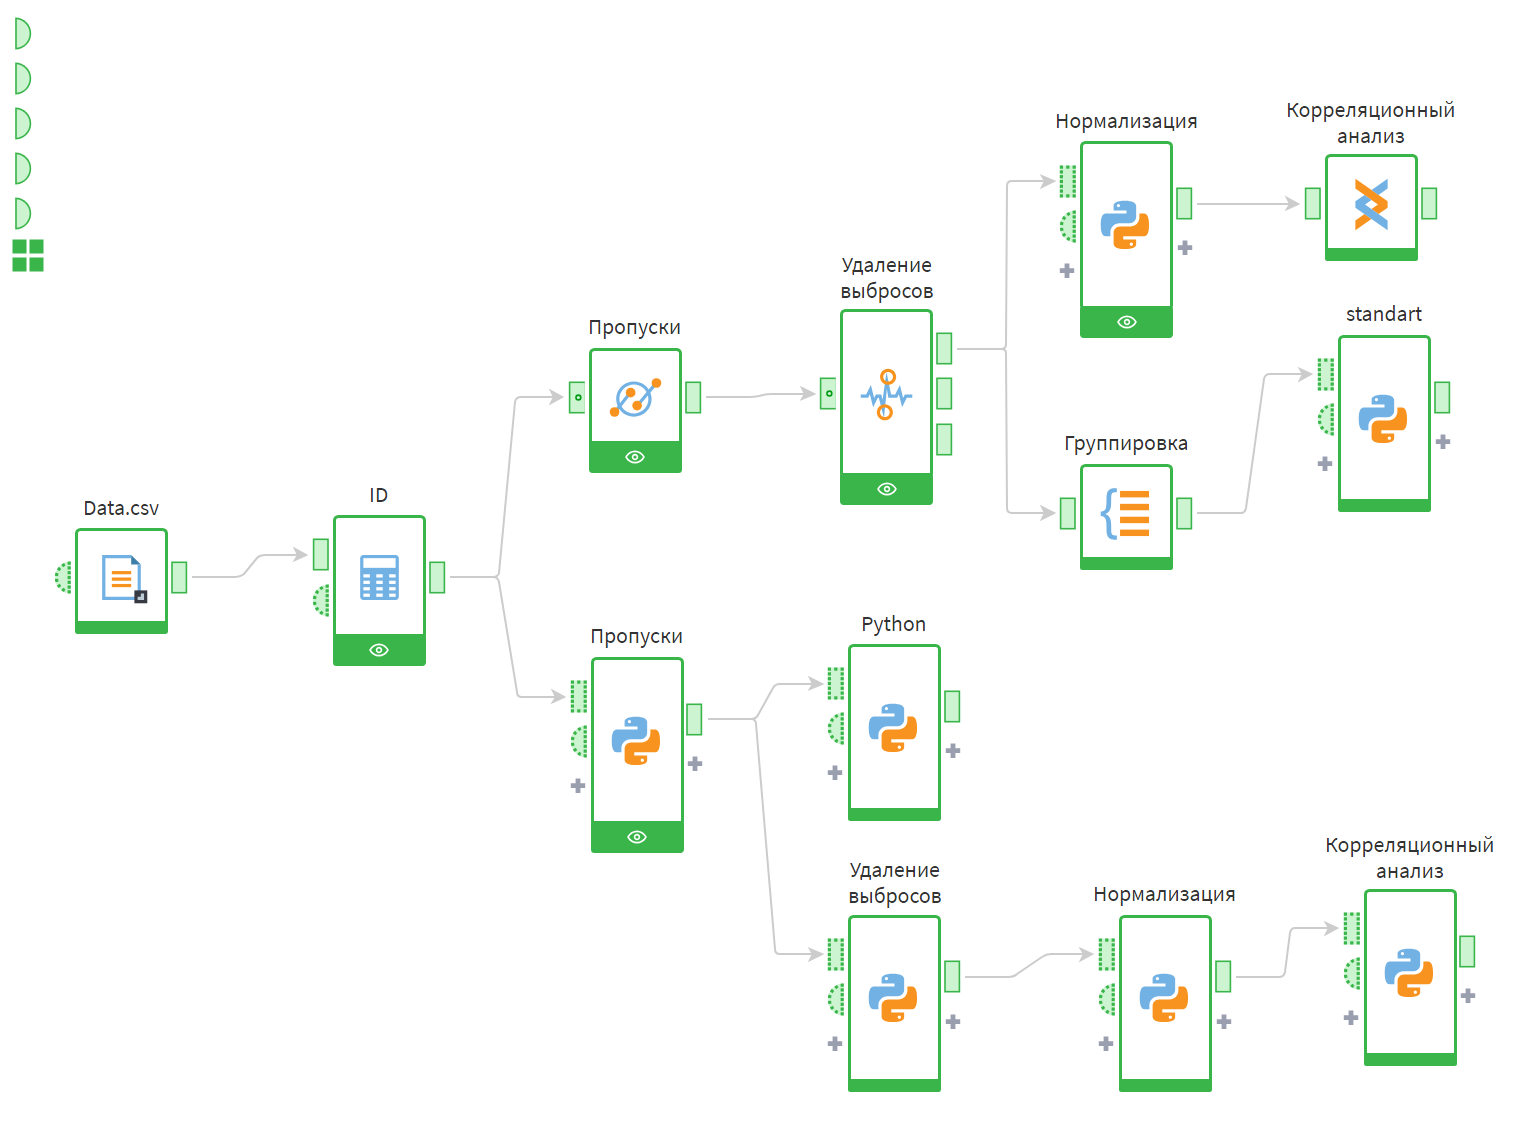 Нормализация
Корреляционный
анализ
Удаление
выбросов
standart
Пропуски
Группировка
ID
Data.csv
Python
Пропуски
Удаление
выбросов
Нормализация
Корреляционный
анализ